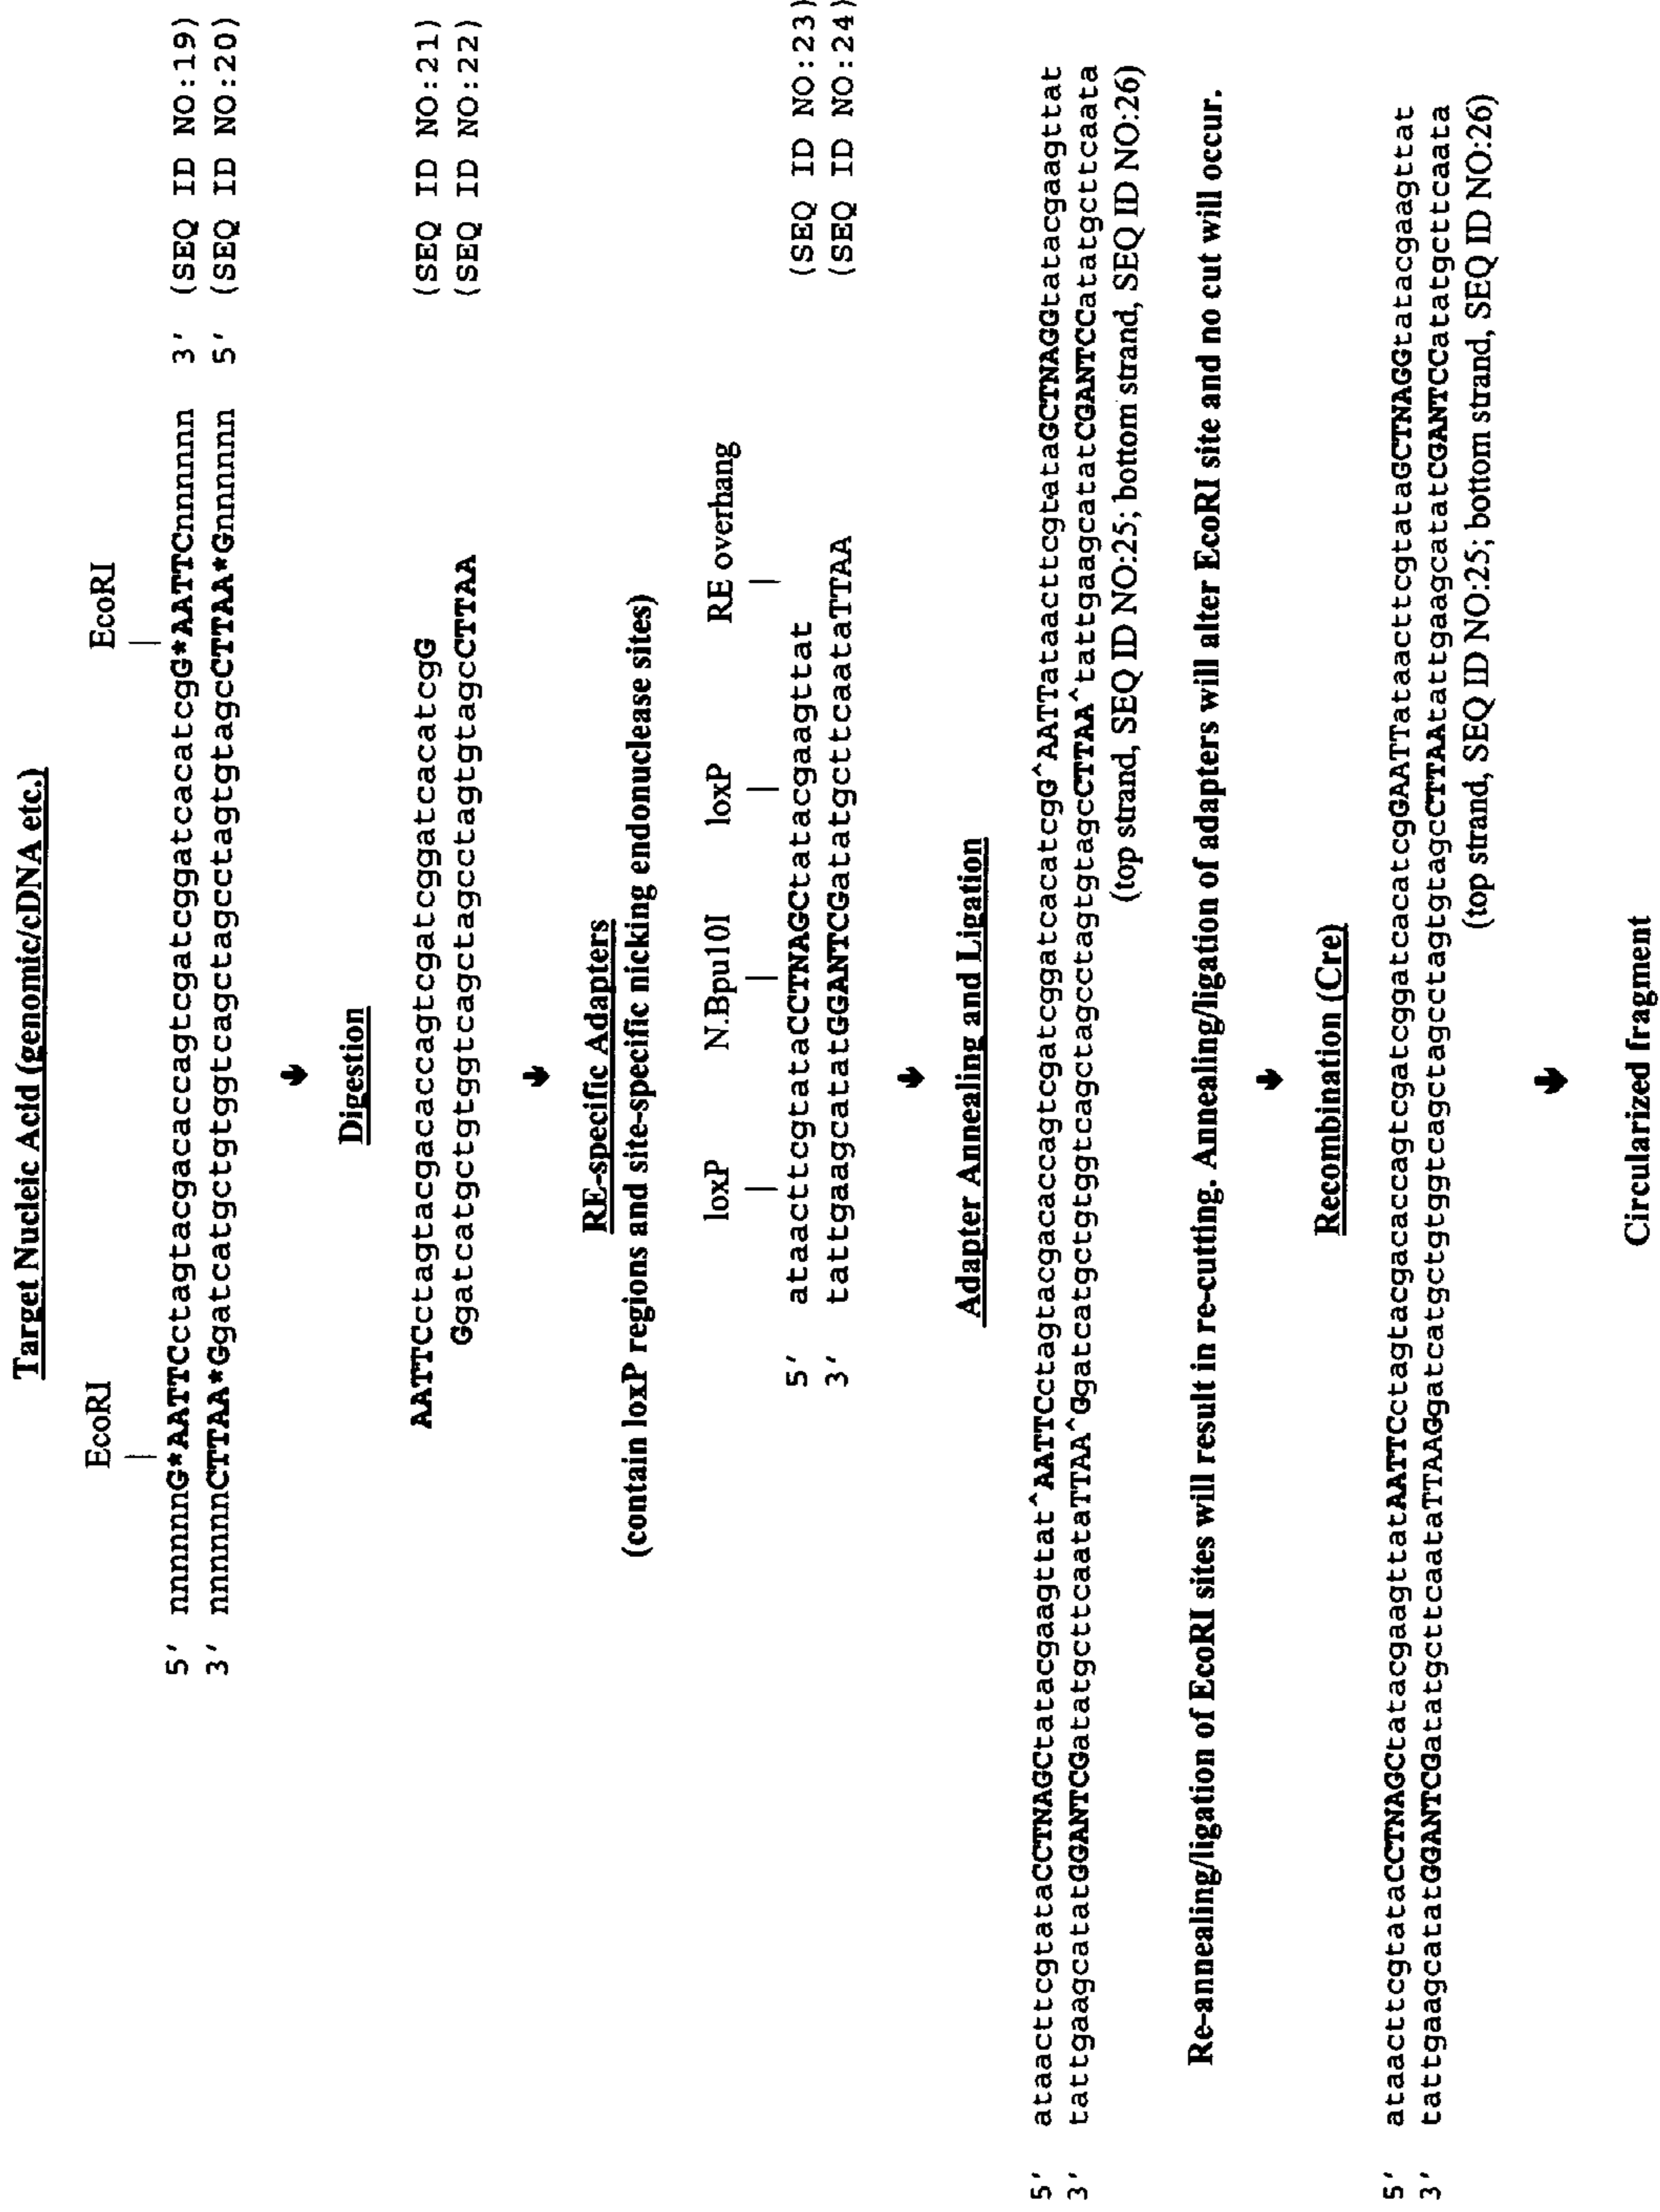 Target Nucleic Acid (genomic/cDNA etc.)
EcoRI EcoRI
5' nnnnnnG*AATTCctagtacgacaccagtcgatcggatcacatcgG*AATTCnnnnnn 3' (SEQ ID NO:19)
3' nnnnnnCTTAA*GgatcatgctgtggtcagctagcctagtgtagcCTTAA*Gnnnnnn 5' (SEQ ID NO:20)
Digestion
AATTCctagtacgacaccagtcgatcggatcacatcgG (SEQ ID NO:21)
GgatcatgctgtggtcagctagcctagtgtagcCTTAA (SEQ ID NO:22)
RE-specific Adapters
(contain loxP regions and site-specific nicking endonuclease sites)
loxP N.Bpu10I loxP RE overhang
5' ataacttcgtataCCTNAGCtatacgaagttat (SEQ ID NO:23)
3' tattgaagcatatGGANTCGatatgcttcaataTTAA (SEQ ID NO:24)
Adapter Annealing and Ligation
5' ataacttcgtataCCTNAGCtatacgaagttat^AATTCctagtacgacaccagtcgatcggatcacatcgG^AATTataacttcgtataGCTNAGGtatacgaagttat
3' tattgaagcatatGGANTCGatatgcttcaataTTAA^GgatcatgctgtggtcagctagcctagtgtagcCTTAA^tattgaagcatatCGANTCCatatgcttcaata
(top strand, SEQ ID NO:25; bottom strand, SEQ ID NO:26)
Re-annealing/ligation of EcoRI sites will result in re-cutting. Annealing/ligation of adapters will alter EcoRI site and no cut will occur.
Recombination (Cre)
5' ataacttcgtataCCTNAGCtatacgaagttatAATTCctagtacgacaccagtcgatcggatcacatcgGAATTataacttcgtataGCTNAGGtatacgaagttat
3' tattgaagcatatGGANTCGatatgcttcaataTTAAGgatcatgctgtggtcagctagcctagtgtagcCTTAAtattgaagcatatCGANTCCatatgcttcaata
(top strand, SEQ ID NO:25; bottom strand, SEQ ID NO:26)
Circularized fragment